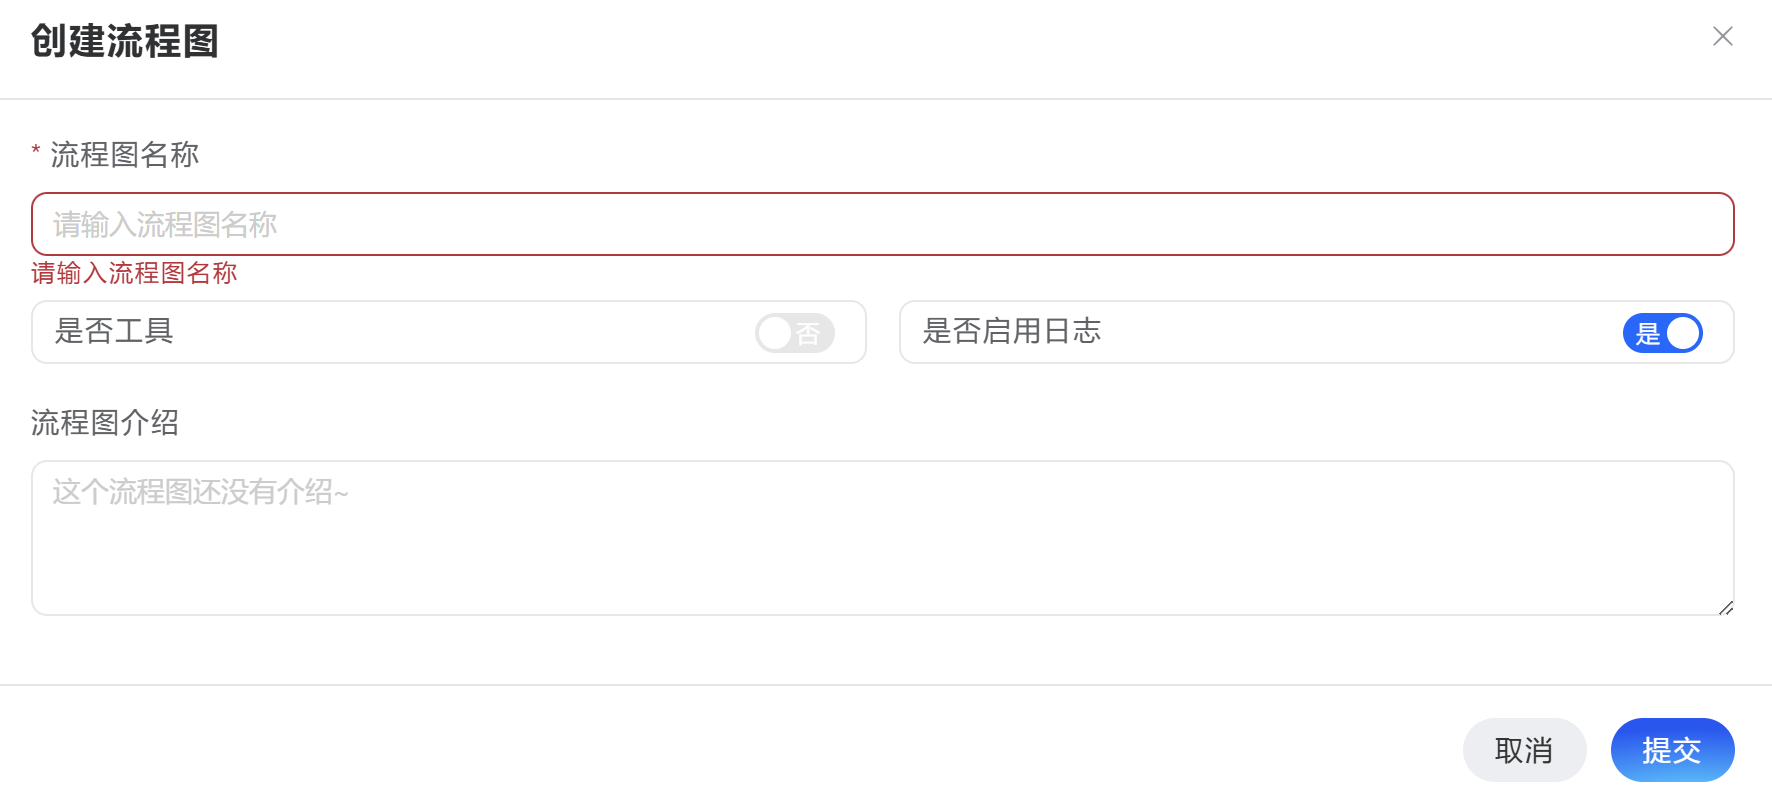 创建流程图
* 流程图名称
请输入流程图名称
请输入流程图名称
是否工具 否 是否启用日志 是
流程图介绍
这个流程图还没有介绍~
取消 提交